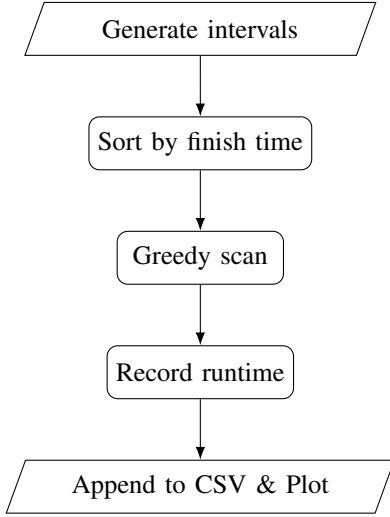 Generate intervals
Sort by finish time
Greedy scan
Record runtime
Append to CSV & Plot